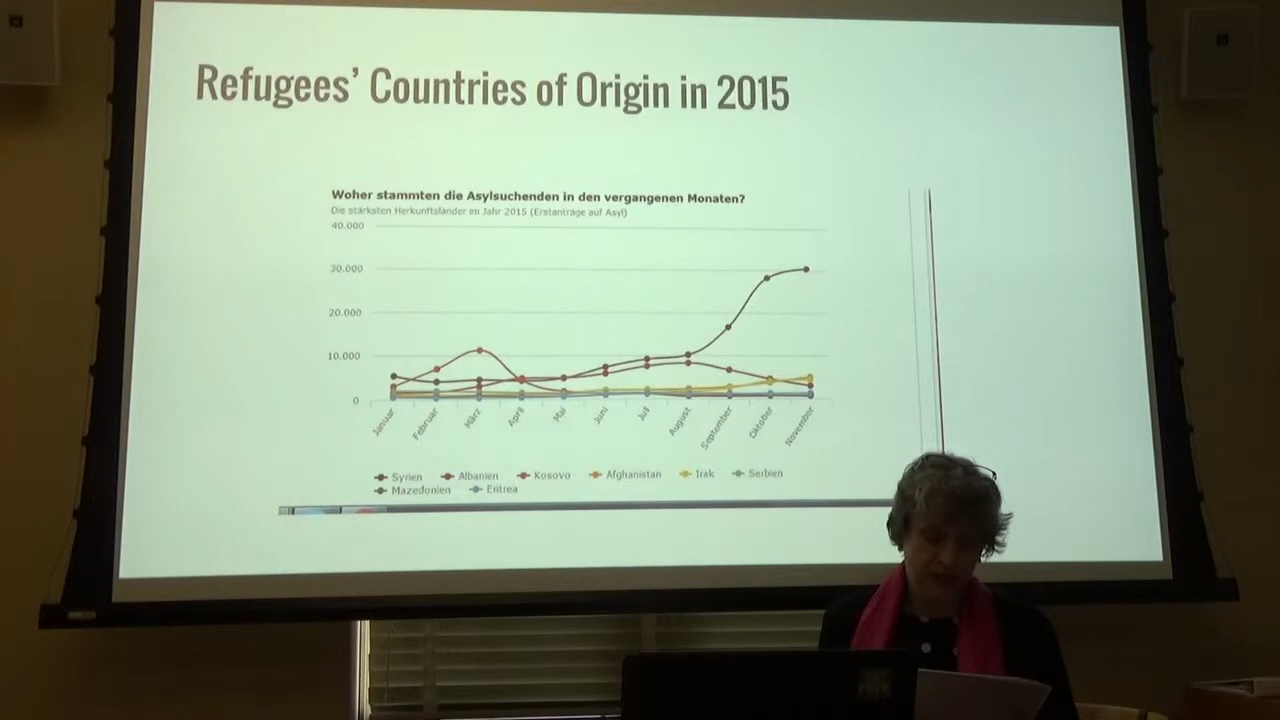 Refugees' Countries of Origin in 2015
Woher stammten die Asylsuchenden in den vergangenen Monaten?
Die stärksten Herkunftsländer im Jahr 2015 (Erstanträge auf Asyl)
40.000
30.000
20.000
10.000
0
Januar Februar März April Mai Juni Juli August September Oktober November
Syrien Albanien Kosovo Afghanistan Irak Serbien
Mazedonien Eritrea